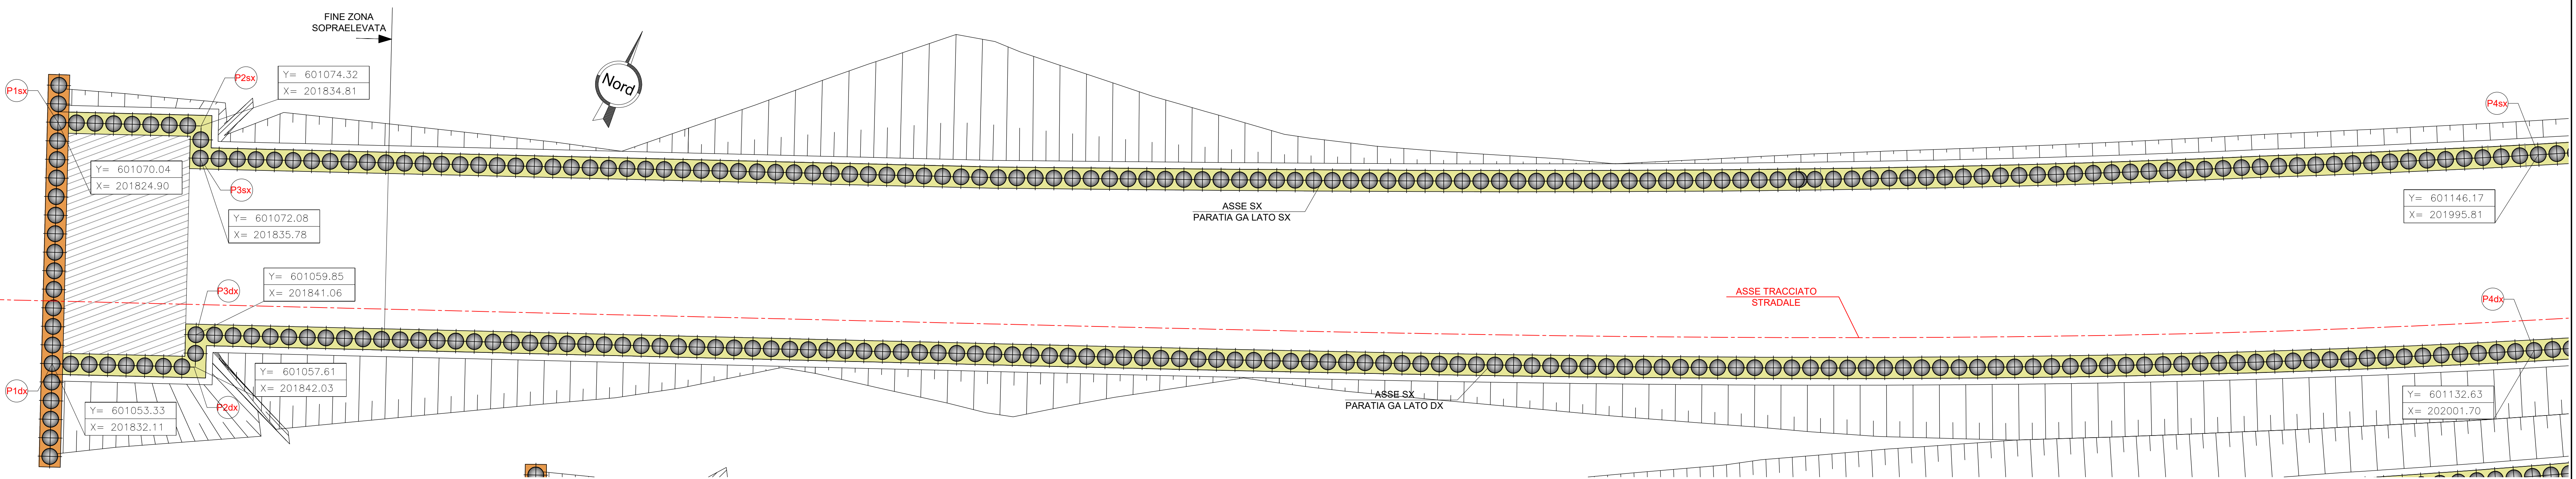 FINE ZONA
SOPRAELEVATA
P1sx
P2sx
Y= 601074.32
X= 201834.81
Nord
P4sx
Y= 601070.04
X= 201824.90
P3sx
Y= 601072.08
X= 201835.78
ASSE SX
PARATIA GA LATO SX
Y= 601146.17
X= 201995.81
Y= 601059.85
X= 201841.06
P3dx
ASSE TRACCIATO
STRADALE
P4dx
P1dx
Y= 601057.61
X= 201842.03
P2dx
Y= 601053.33
X= 201832.11
ASSE SX
PARATIA GA LATO DX
Y= 601132.63
X= 202001.70